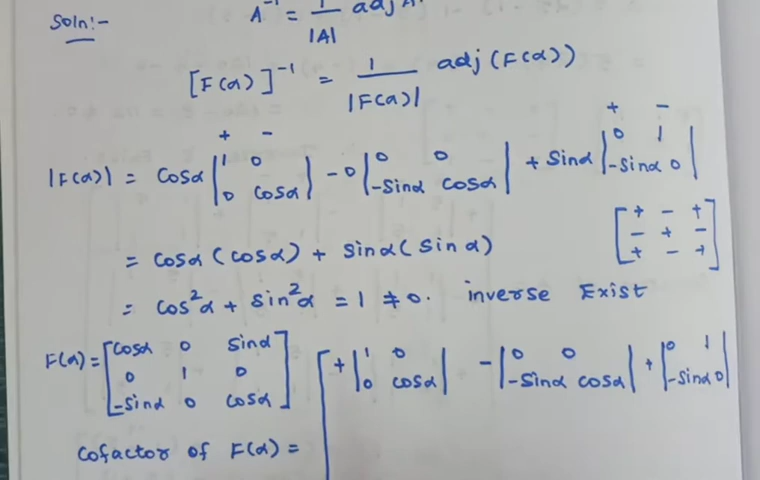 Soln:- A⁻¹ = 1/|A| adj A
[F(α)]⁻¹ = 1/|F(α)| adj (F(α))
+ - + -
|F(α)| = cosα |1 0; 0 cosα| - 0 |0 0; -sinα cosα| + sinα |0 1; -sinα 0|
= cosα (cosα) + sinα (sin α) [+ - +; - + -; + - +]
= cos²α + sin²α = 1 ≠ 0. inverse Exist
F(α) = [cosα 0 sinα; 0 1 0; -sinα 0 cosα] [+ |1 0; 0 cosα| - |0 0; -sinα cosα| + |0 1; -sinα 0|
cofactor of F(α) =